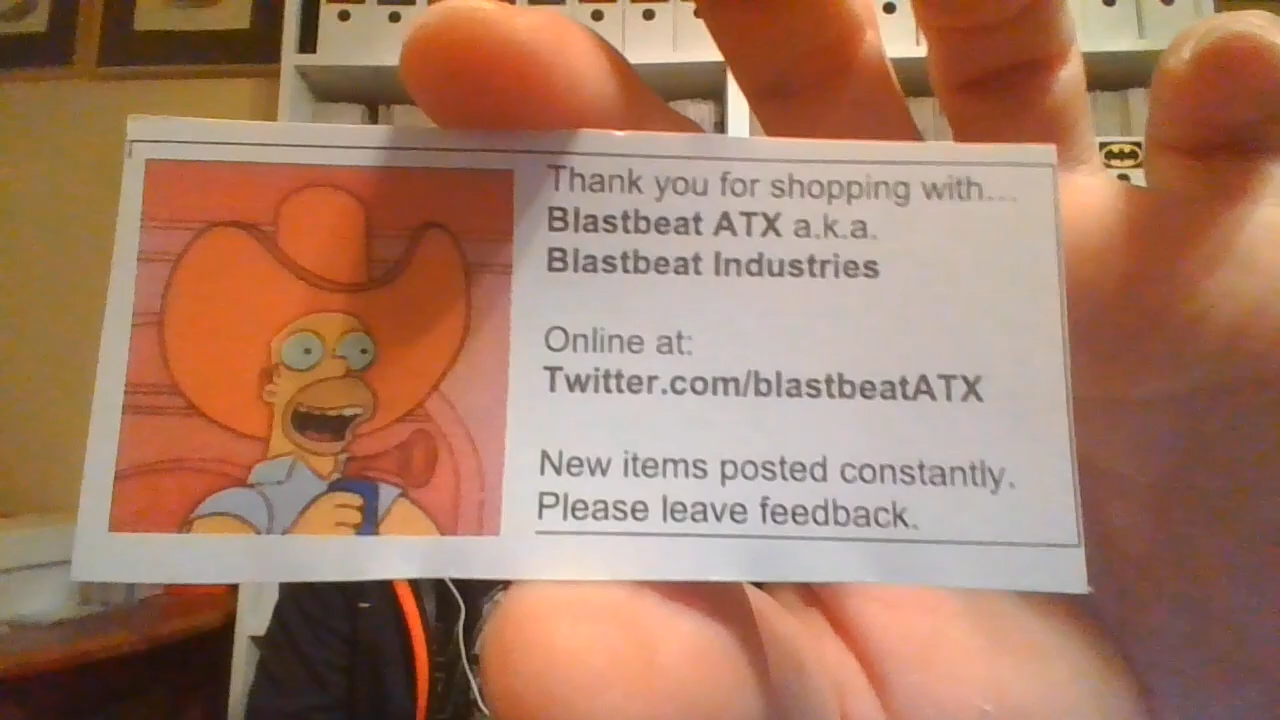 Thank you for shopping with...
Blastbeat ATX a.k.a.
Blastbeat Industries
Online at:
Twitter.com/blastbeatATX
New items posted constantly.
Please leave feedback.